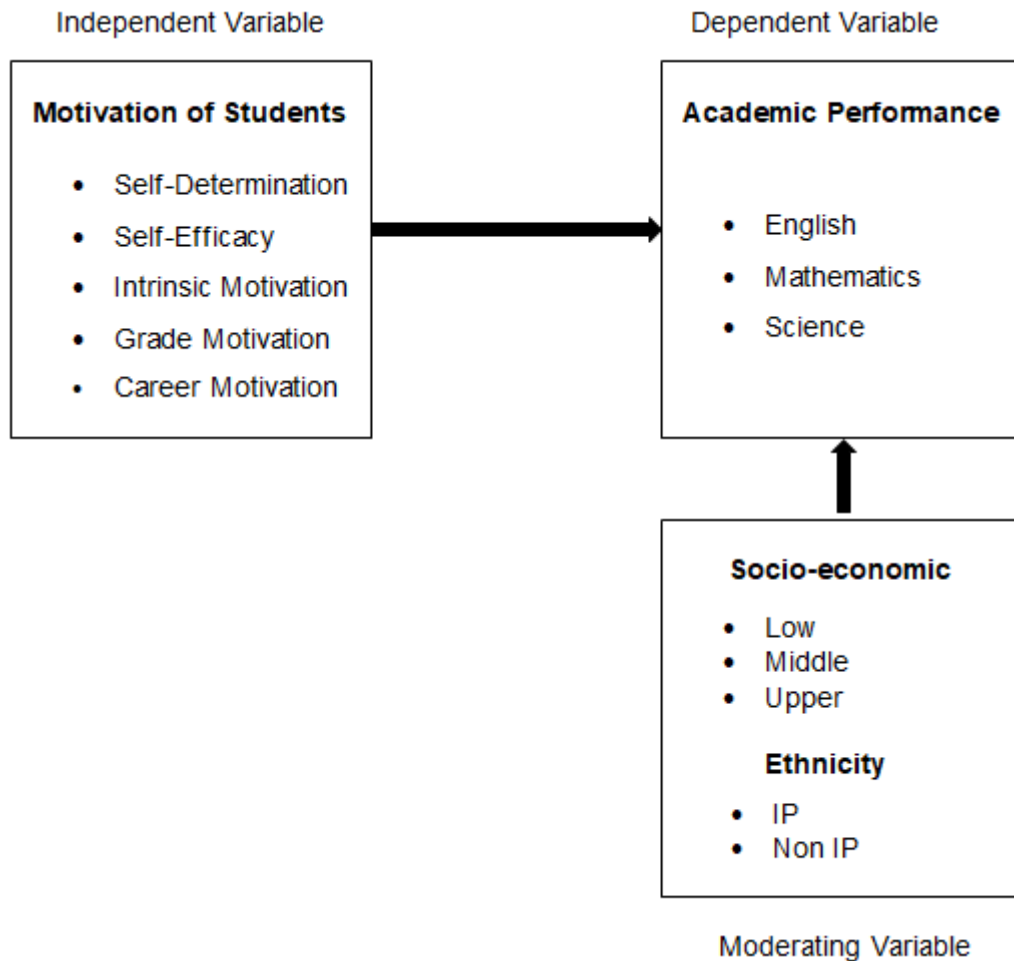 Independent Variable
Dependent Variable
Motivation of Students
• Self-Determination
• Self-Efficacy
• Intrinsic Motivation
• Grade Motivation
• Career Motivation
Academic Performance
• English
• Mathematics
• Science
Socio-economic
• Low
• Middle
• Upper
Ethnicity
• IP
• Non IP
Moderating Variable